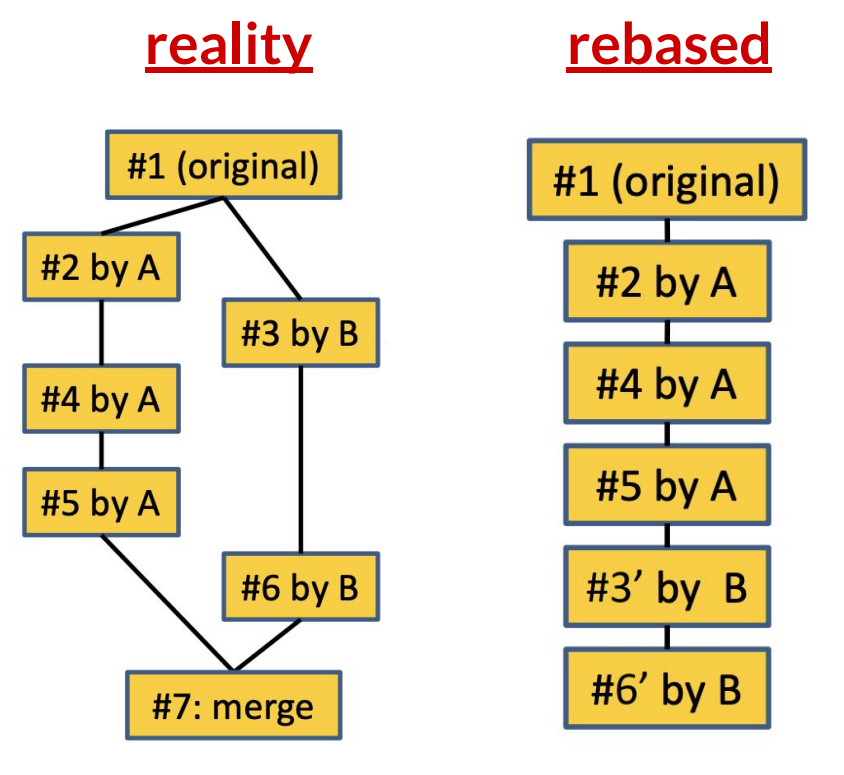 reality
#1 (original)
#2 by A
#3 by B
#4 by A
#5 by A
#6 by B
#7: merge
rebased
#1 (original)
#2 by A
#4 by A
#5 by A
#3’ by B
#6’ by B